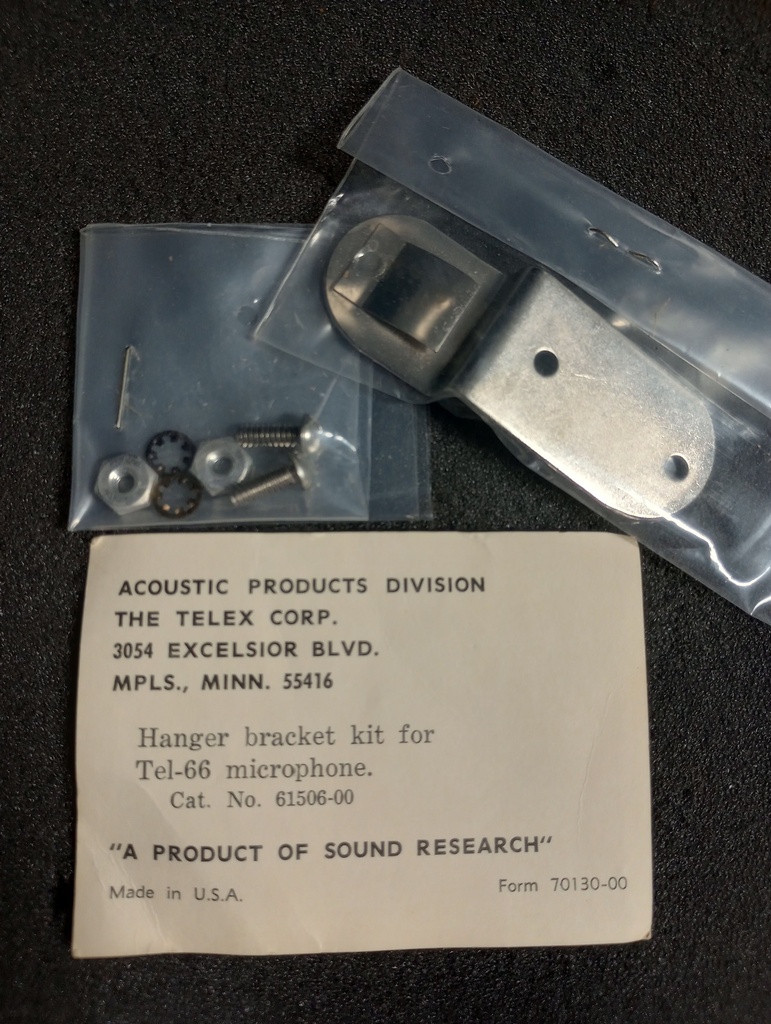 ACOUSTIC PRODUCTS DIVISION
THE TELEX CORP.
3054 EXCELSIOR BLVD.
MPLS., MINN. 55416
Hanger bracket kit for
Tel-66 microphone.
Cat. No. 61506-00
"A PRODUCT OF SOUND RESEARCH"
Made in U.S.A.
Form 70130-00